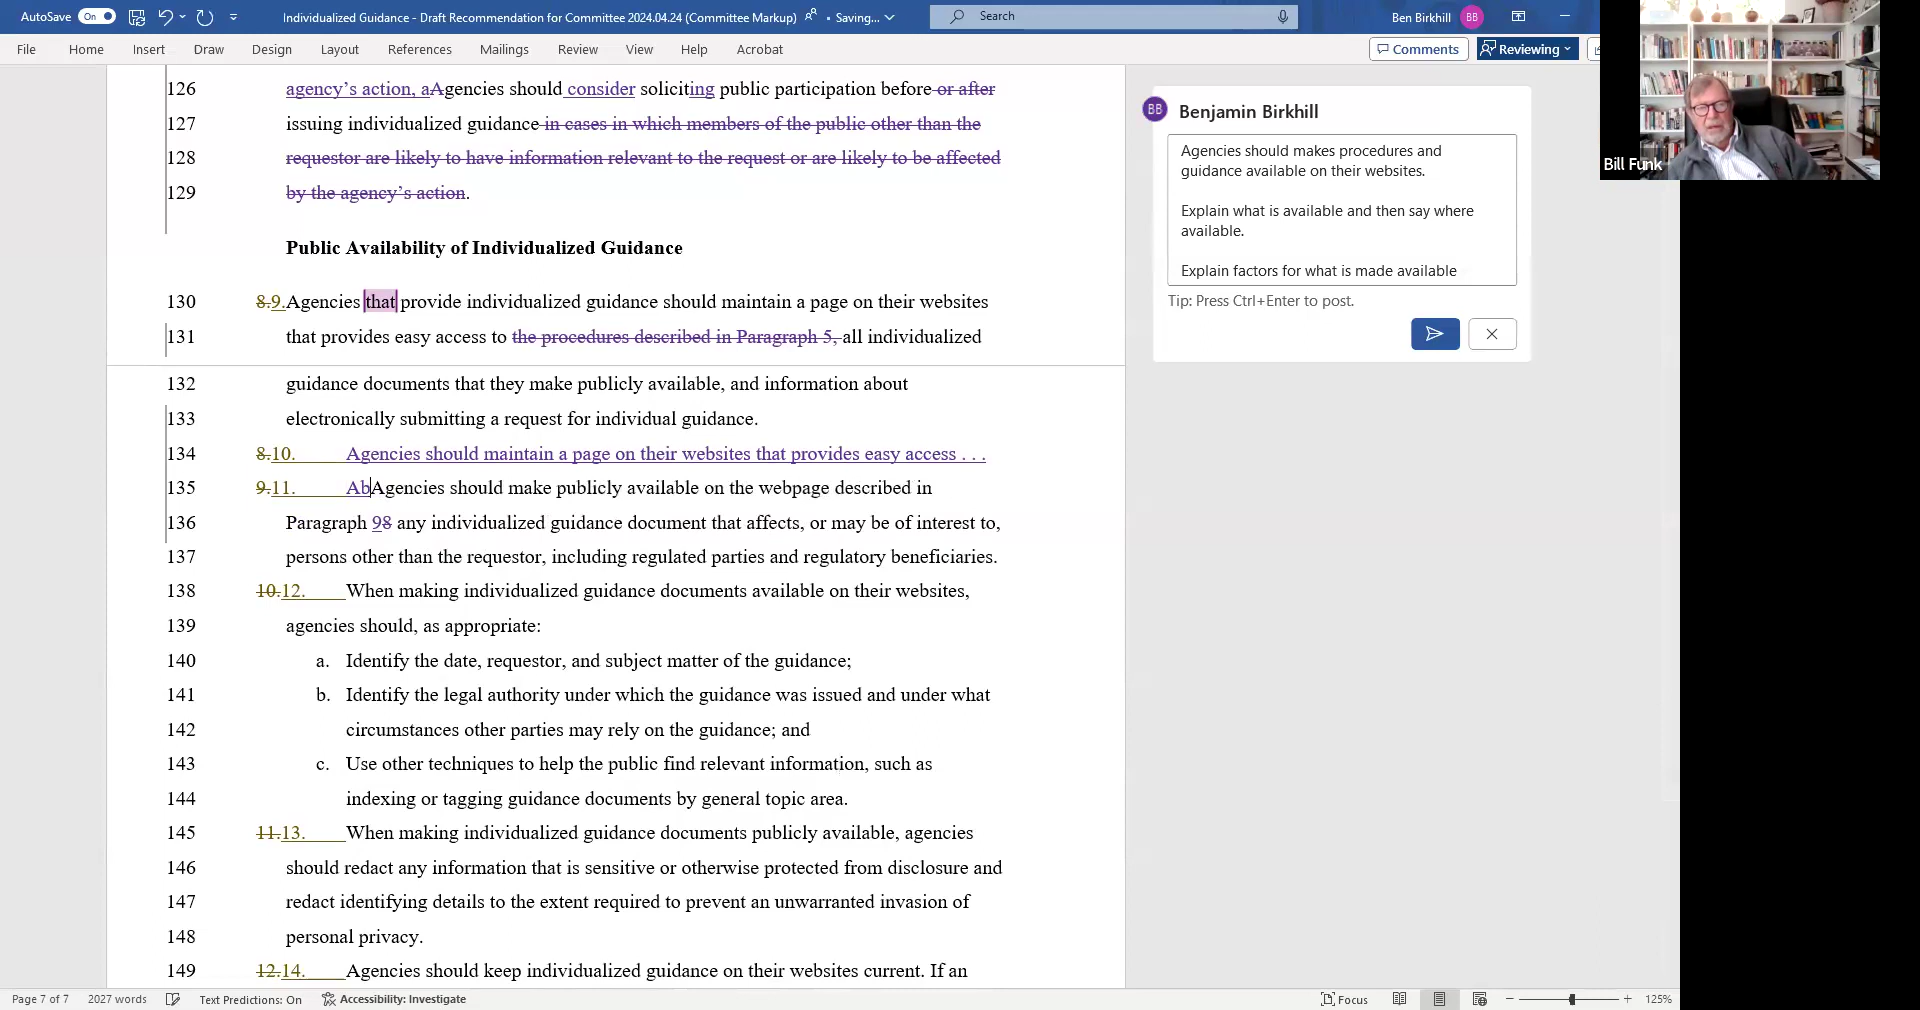 AutoSave On Individualized Guidance - Draft Recommendation for Committee 2024.04.24 (Committee Markup) • Saving... Search Ben Birkhill BB
File Home Insert Draw Design Layout References Mailings Review View Help Acrobat Comments Reviewing
126 agency's action, aAgencies should consider soliciting public participation before or after
127 issuing individualized guidance in cases in which members of the public other than the
128 requestor are likely to have information relevant to the request or are likely to be affected
129 by the agency's action.
Public Availability of Individualized Guidance
130 8.9.Agencies that provide individualized guidance should maintain a page on their websites
131 that provides easy access to the procedures described in Paragraph 5, all individualized
132 guidance documents that they make publicly available, and information about
133 electronically submitting a request for individual guidance.
134 8.10. Agencies should maintain a page on their websites that provides easy access . . .
135 9.11. AbAgencies should make publicly available on the webpage described in
136 Paragraph 98 any individualized guidance document that affects, or may be of interest to,
137 persons other than the requestor, including regulated parties and regulatory beneficiaries.
138 10.12. When making individualized guidance documents available on their websites,
139 agencies should, as appropriate:
140 a. Identify the date, requestor, and subject matter of the guidance;
141 b. Identify the legal authority under which the guidance was issued and under what
142 circumstances other parties may rely on the guidance; and
143 c. Use other techniques to help the public find relevant information, such as
144 indexing or tagging guidance documents by general topic area.
145 11.13. When making individualized guidance documents publicly available, agencies
146 should redact any information that is sensitive or otherwise protected from disclosure and
147 redact identifying details to the extent required to prevent an unwarranted invasion of
148 personal privacy.
149 12.14. Agencies should keep individualized guidance on their websites current. If an
BB Benjamin Birkhill
Agencies should makes procedures and
guidance available on their websites.
Explain what is available and then say where
available.
Explain factors for what is made available
Tip: Press Ctrl+Enter to post.
Bill Funk
Page 7 of 7 2027 words Text Predictions: On Accessibility: Investigate Focus 125%